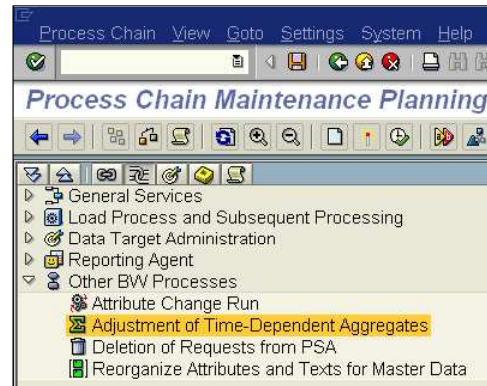 Process Chain View Goto Settings System Help
Process Chain Maintenance Planning
General Services
Load Process and Subsequent Processing
Data Target Administration
Reporting Agent
Other BW Processes
Attribute Change Run
Adjustment of Time-Dependent Aggregates
Deletion of Requests from PSA
Reorganize Attributes and Texts for Master Data